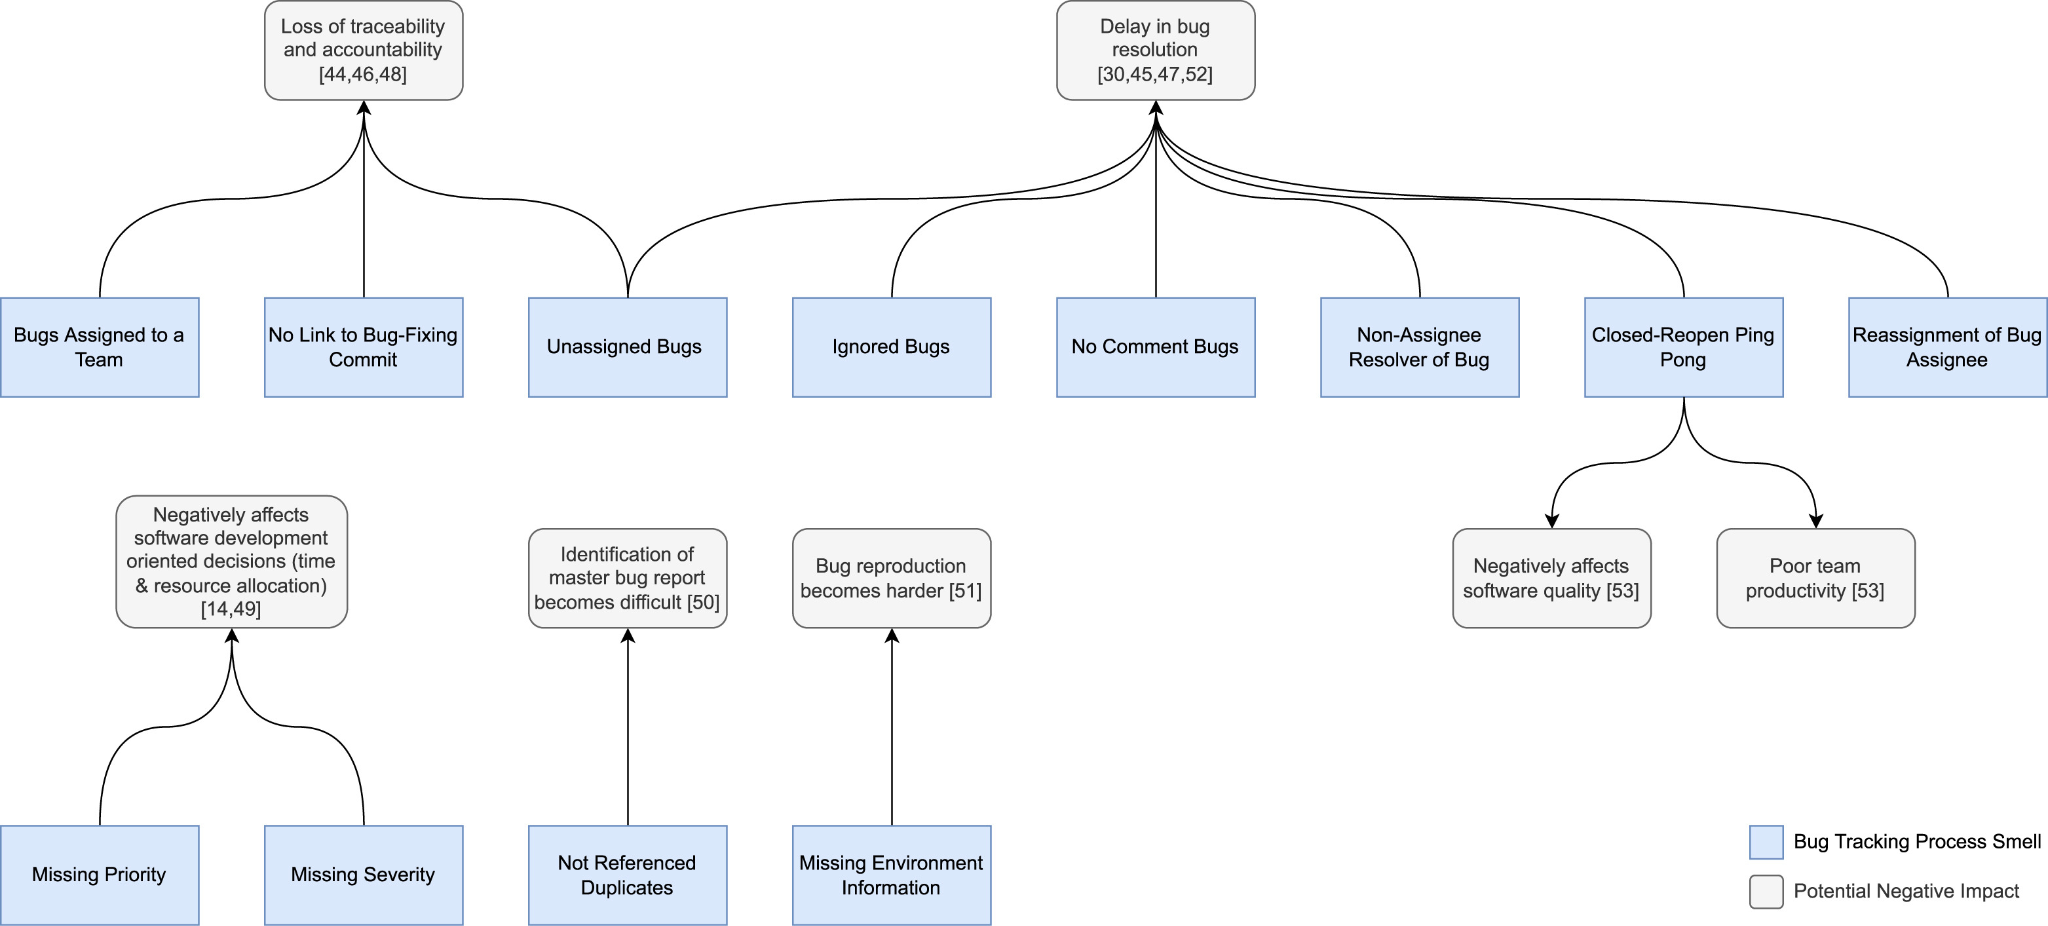 Loss of traceability
and accountability
[44,46,48]
Delay in bug
resolution
[30,45,47,52]
Bugs Assigned to a
Team
No Link to Bug-Fixing
Commit
Unassigned Bugs
Ignored Bugs
No Comment Bugs
Non-Assignee
Resolver of Bug
Closed-Reopen Ping
Pong
Reassignment of Bug
Assignee
Negatively affects
software development
oriented decisions (time
& resource allocation)
[14,49]
Identification of
master bug report
becomes difficult [50]
Bug reproduction
becomes harder [51]
Negatively affects
software quality [53]
Poor team
productivity [53]
Missing Priority
Missing Severity
Not Referenced
Duplicates
Missing Environment
Information
Bug Tracking Process Smell
Potential Negative Impact